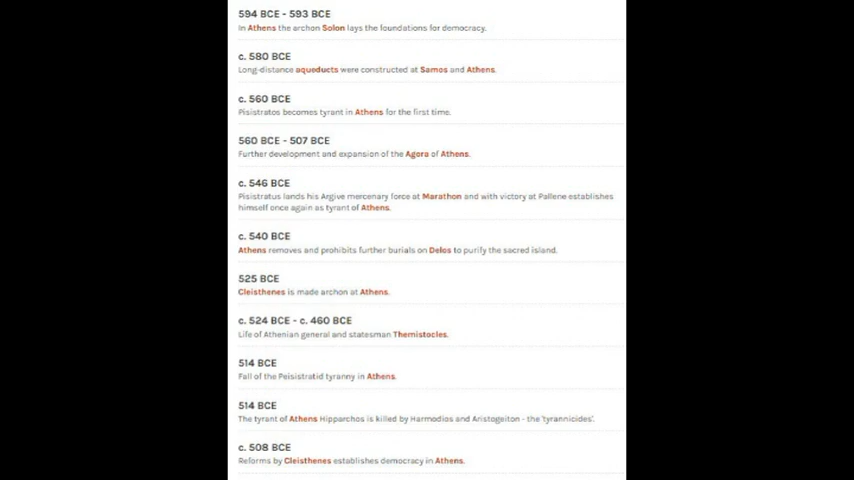 594 BCE - 593 BCE
In Athens the archon Solon lays the foundations for democracy.
c. 580 BCE
Long-distance aqueducts were constructed at Samos and Athens.
c. 560 BCE
Pisistratos becomes tyrant in Athens for the first time.
560 BCE - 507 BCE
Further development and expansion of the Agora of Athens.
c. 546 BCE
Pisistratus lands his Argive mercenary force at Marathon and with victory at Pallene establishes
himself once again as tyrant of Athens.
c. 540 BCE
Athens removes and prohibits further burials on Delos to purify the sacred island.
525 BCE
Cleisthenes is made archon at Athens.
c. 524 BCE - c. 460 BCE
Life of Athenian general and statesman Themistocles.
514 BCE
Fall of the Peisistratid tyranny in Athens.
514 BCE
The tyrant of Athens Hipparchos is killed by Harmodios and Aristogeiton - the 'tyrannicides'.
c. 508 BCE
Reforms by Cleisthenes establishes democracy in Athens.